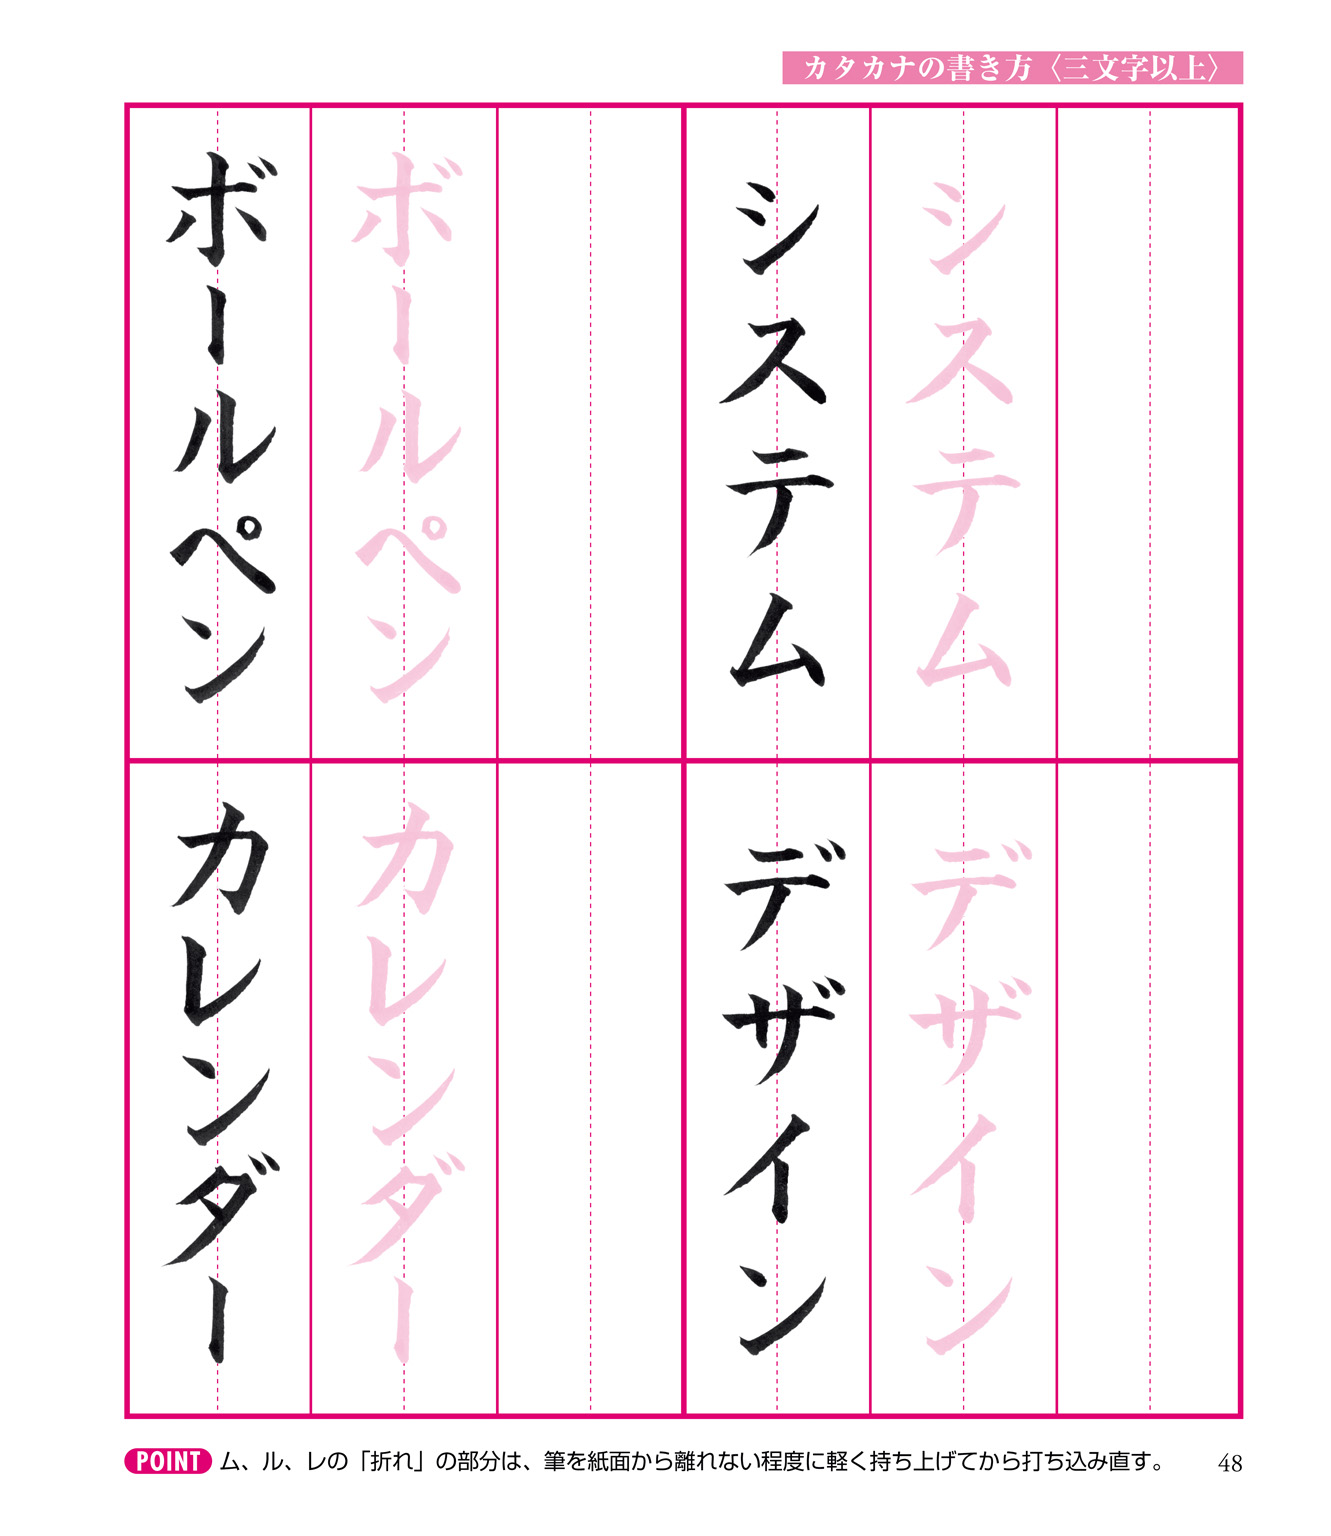 カタカナの書き方〈三文字以上〉
システム
システム
ボールペン
ボールペン
デザイン
デザイン
カレンダー
カレンダー
POINT ム、ル、レの「折れ」の部分は、筆を紙面から離れない程度に軽く持ち上げてから打ち込み直す。
48